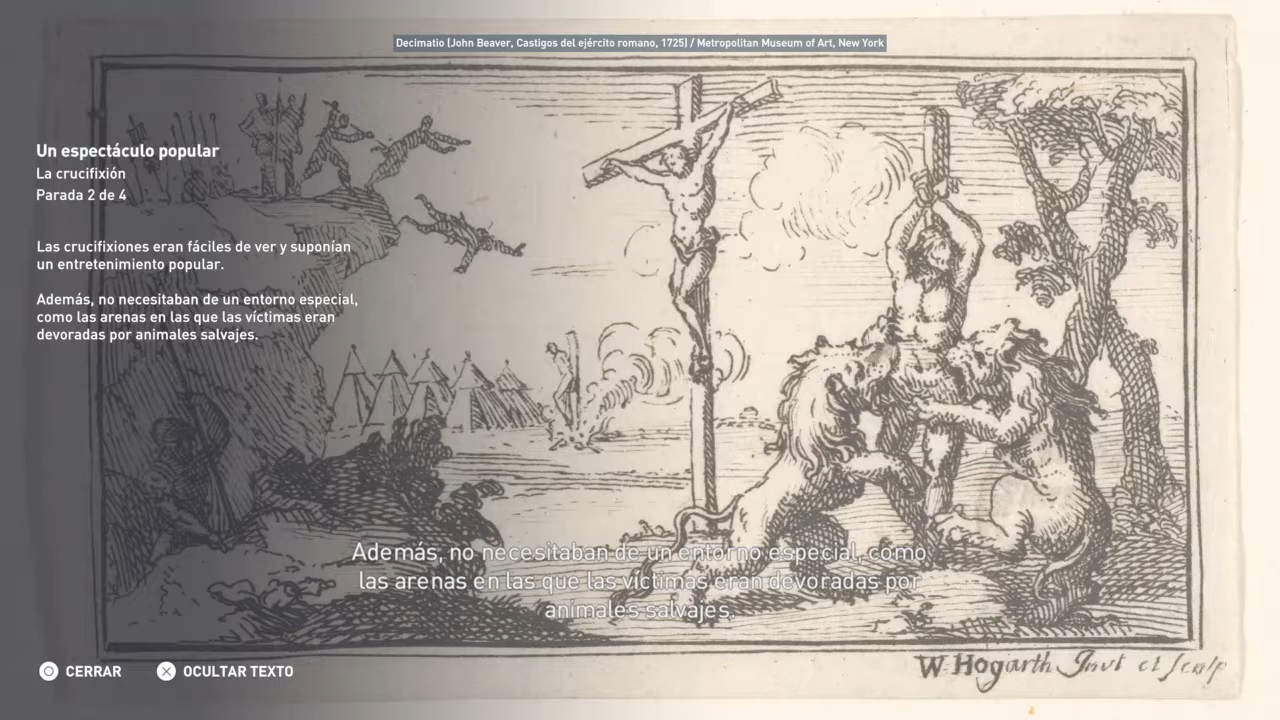 Decimatio (John Beaver, Castigos del ejército romano, 1725) / Metropolitan Museum of Art, New York
Un espectáculo popular
La crucifixión
Parada 2 de 4
Las crucifixiones eran fáciles de ver y suponían
un entretenimiento popular.
Además, no necesitaban de un entorno especial,
como las arenas en las que las víctimas eran
devoradas por animales salvajes.
Además, no necesitaban de un entorno especial, como
las arenas en las que las víctimas eran devoradas por
animales salvajes.
CERRAR
OCULTAR TEXTO
W. Hogarth Invt et sculp